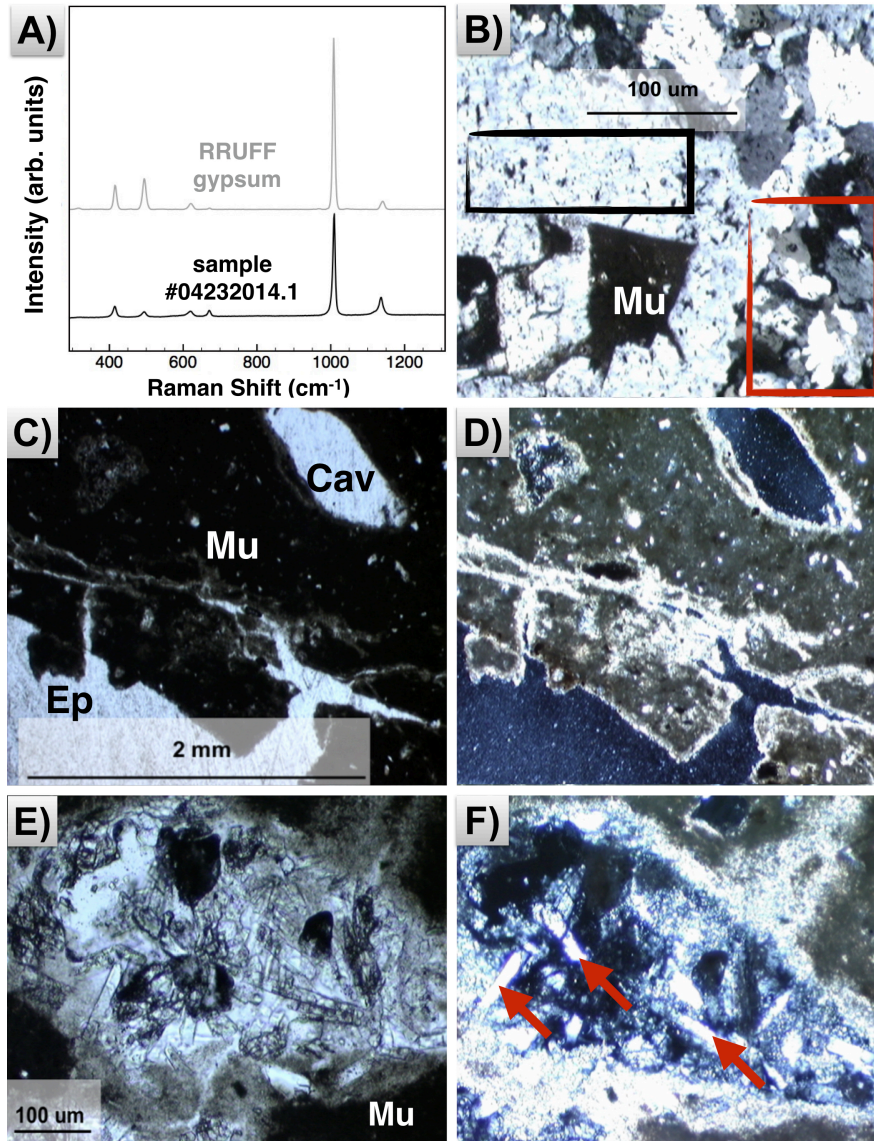 A)
Intensity (arb. units)
RRUFF
gypsum
sample
#04232014.1
400
600
800
1000
1200
Raman Shift (cm-1)
B)
100 um
Mu
C)
Cav
Mu
Ep
2 mm
D)
E)
100 um
Mu
F)